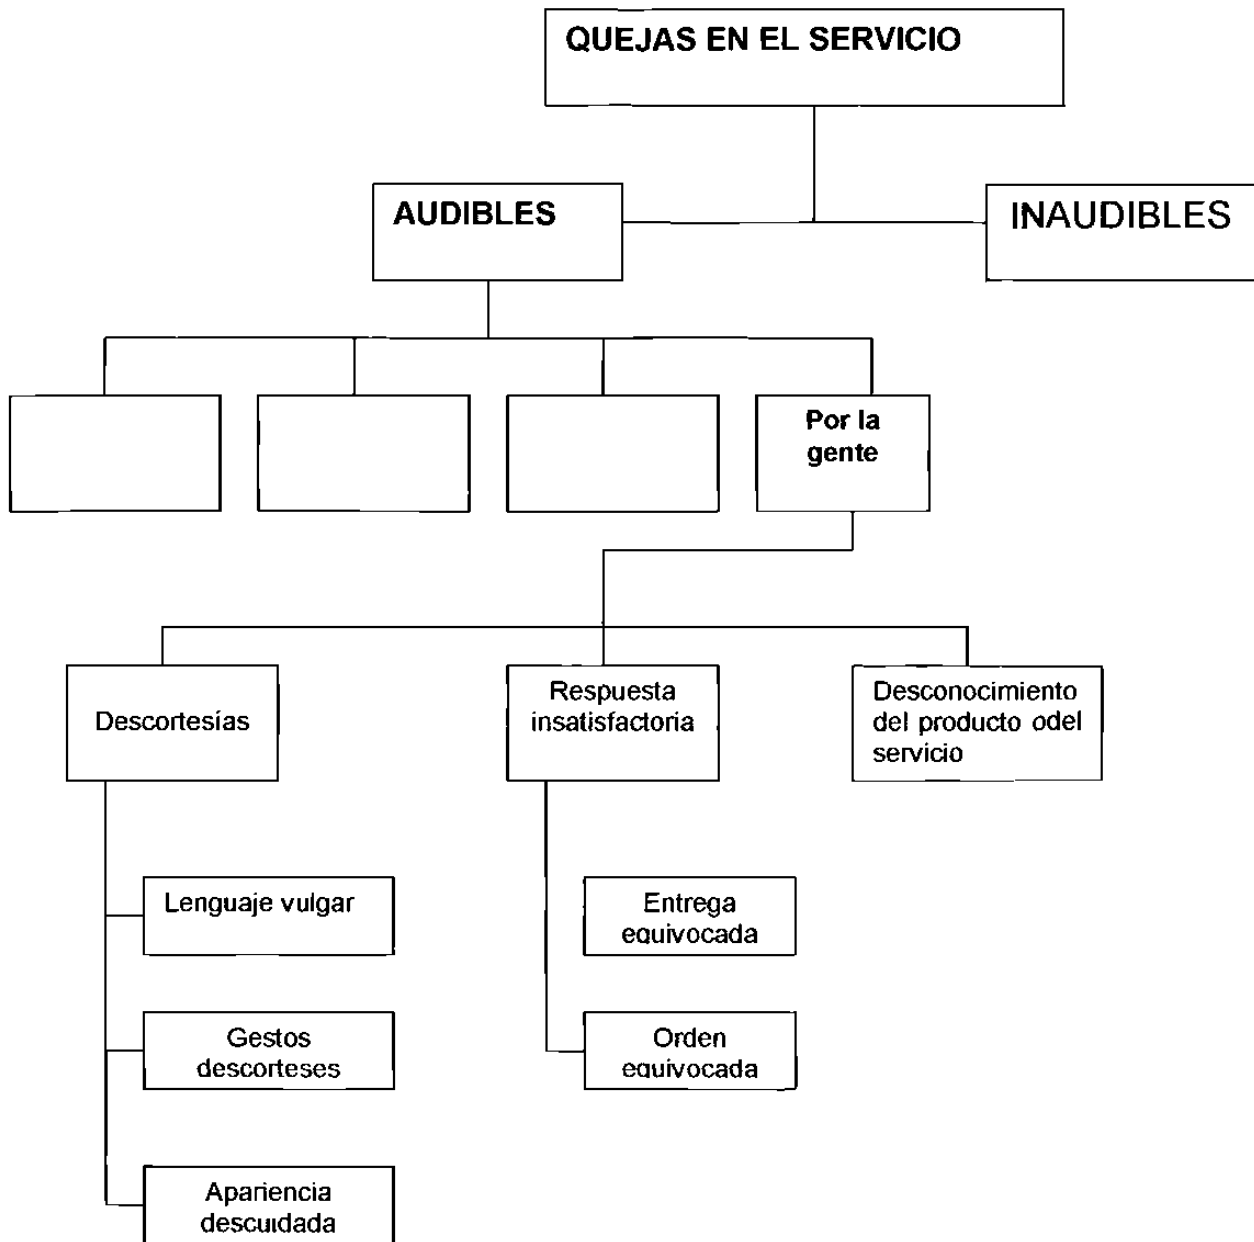 QUEJAS EN EL SERVICIO
AUDIBLES
INAUDIBLES
Por la
gente
Descortesías
Respuesta
insatisfactoria
Desconocimiento
del producto odel
servicio
Lenguaje vulgar
Entrega
equivocada
Gestos
descorteses
Orden
equivocada
Apariencia
descuidada